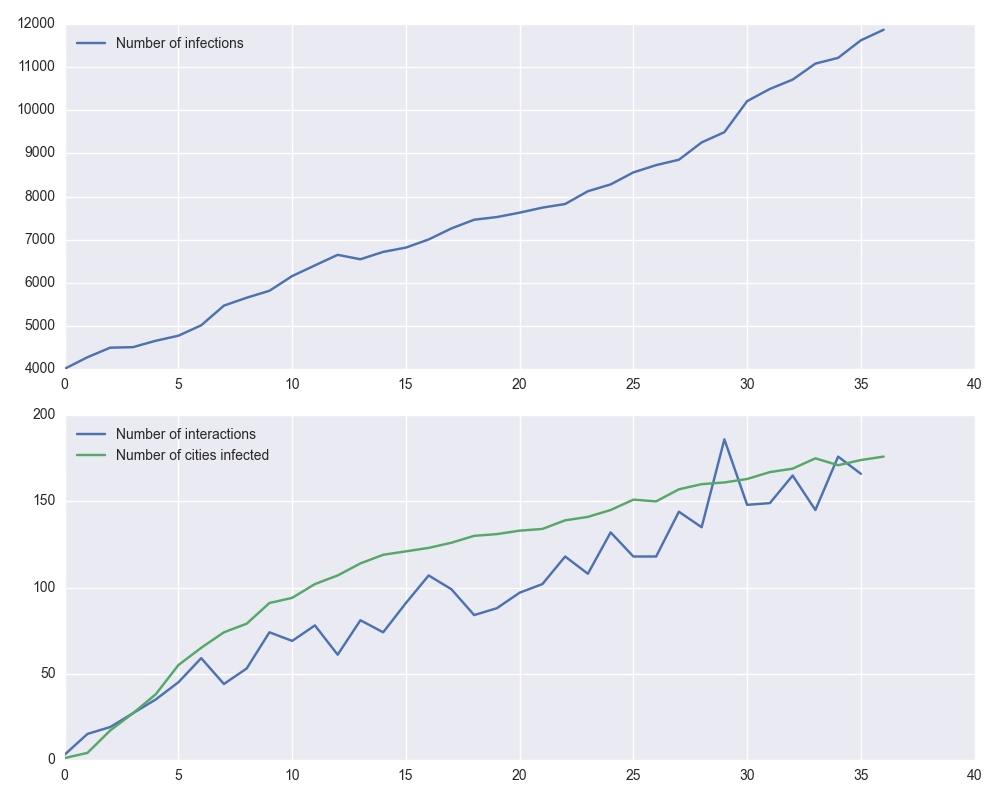 12000
Number of infections
11000
10000
9000
8000
7000
6000
5000
4000
0 5 10 15 20 25 30 35 40
200
Number of interactions
Number of cities infected
150
100
50
0
0 5 10 15 20 25 30 35 40